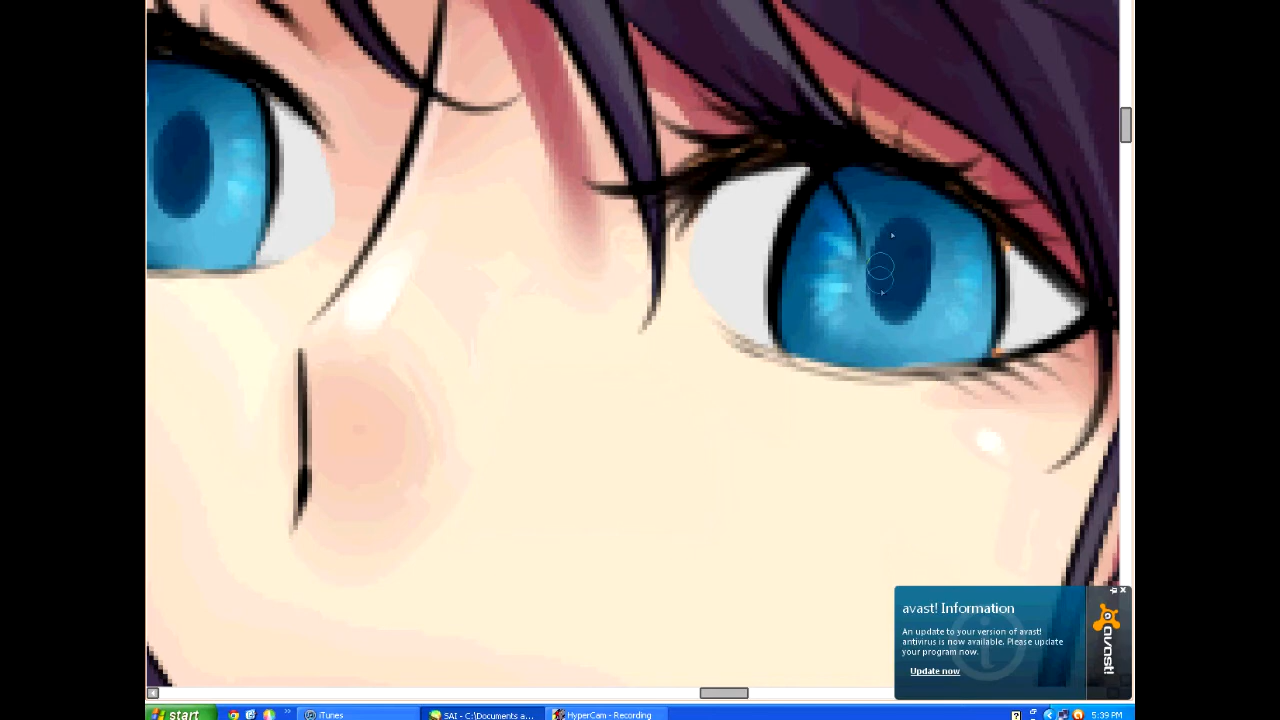 avast! Information
An update to your version of avast!
antivirus is now available. Please update
your program now.
Update now
avast!
start
iTunes
SAI - C:\Documents a...
HyperCam - Recording
5:39 PM